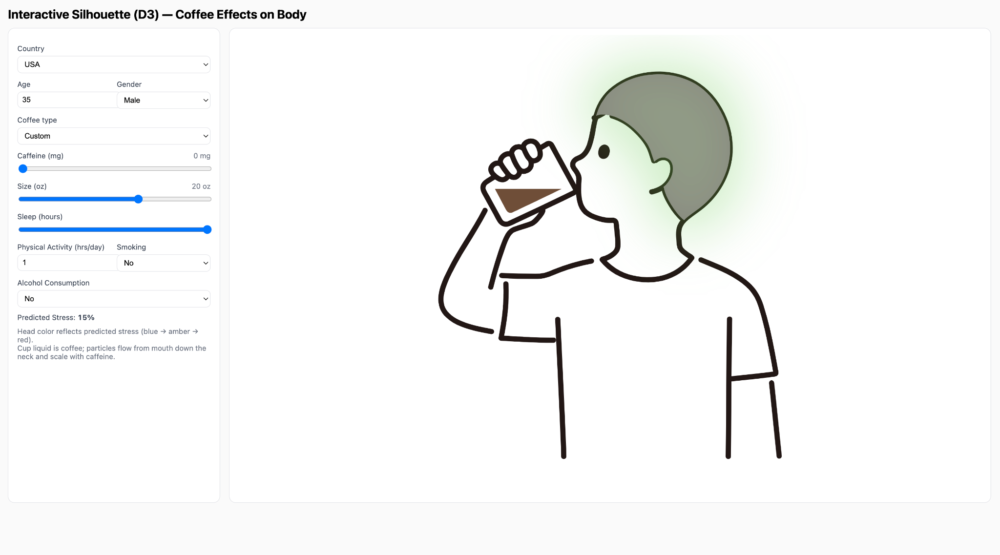 Interactive Silhouette (D3) — Coffee Effects on Body
Country
USA
Age
Gender
35
Male
Coffee type
Custom
Caffeine (mg)
0 mg
Size (oz)
20 oz
Sleep (hours)
Physical Activity (hrs/day)
Smoking
1
No
Alcohol Consumption
No
Predicted Stress: 15%
Head color reflects predicted stress (blue → amber →
red).
Cup liquid is coffee; particles flow from mouth down the
neck and scale with caffeine.